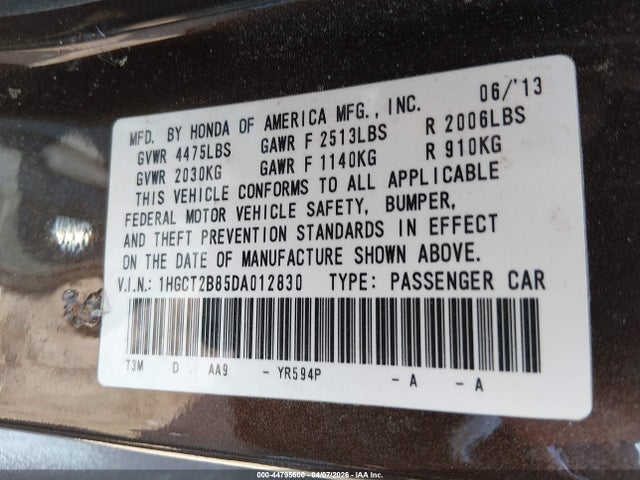 MFD. BY HONDA OF AMERICA MFG., INC. 06/'13
GVWR 4475LBS GAWR F 2513LBS R 2006LBS
GVWR 2030KG GAWR F 1140KG R 910KG
THIS VEHICLE CONFORMS TO ALL APPLICABLE
FEDERAL MOTOR VEHICLE SAFETY, BUMPER,
AND THEFT PREVENTION STANDARDS IN EFFECT
ON THE DATE OF MANUFACTURE SHOWN ABOVE.
V.I.N.: 1HGCT2B85DA012830 TYPE: PASSENGER CAR
T3M D AA9 - YR594P - A - A
000-44795600 - 04/07/2026 - IAA Inc.